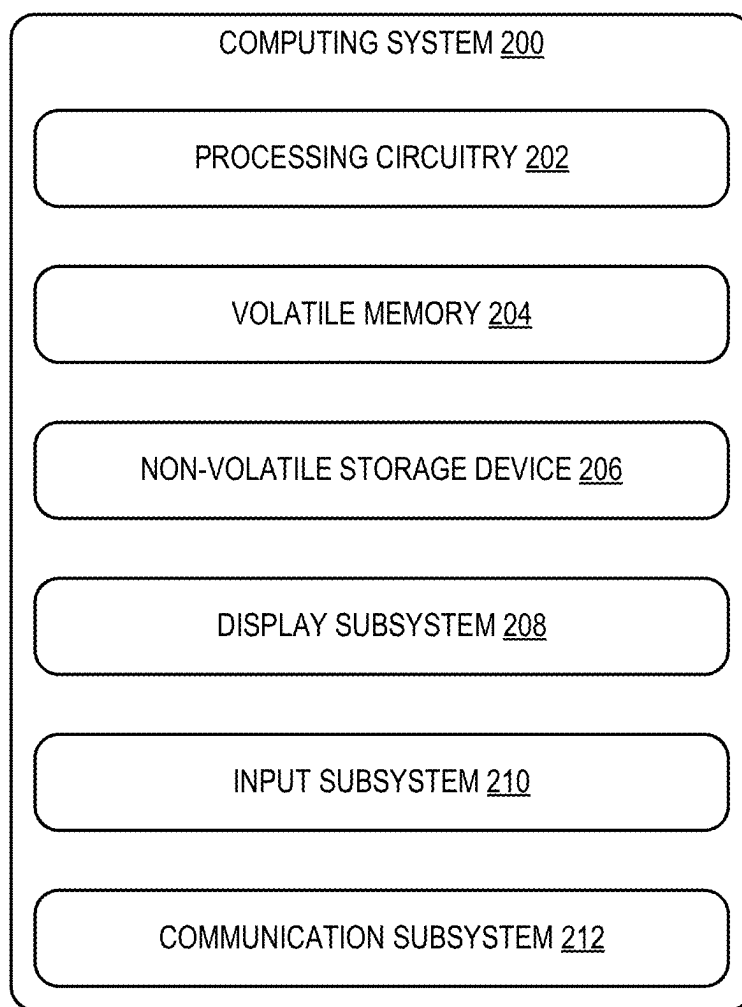 COMPUTING SYSTEM 200
PROCESSING CIRCUITRY 202
VOLATILE MEMORY 204
NON-VOLATILE STORAGE DEVICE 206
DISPLAY SUBSYSTEM 208
INPUT SUBSYSTEM 210
COMMUNICATION SUBSYSTEM 212